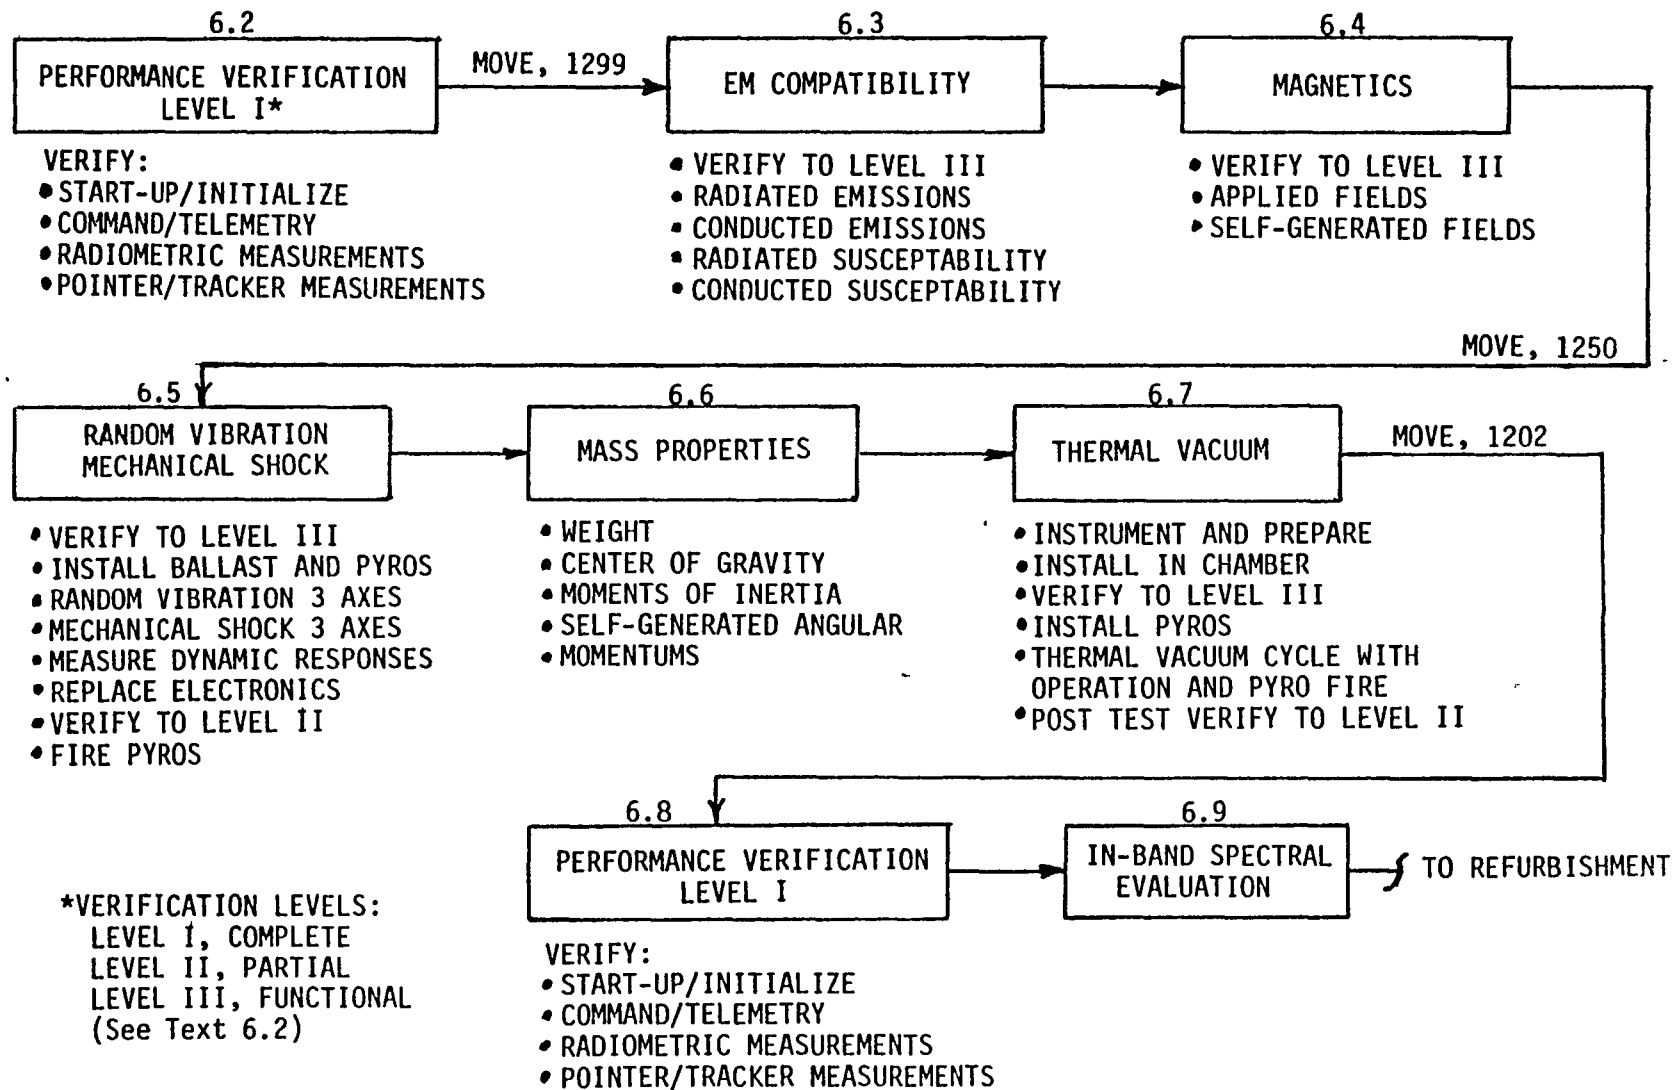 6.2
PERFORMANCE VERIFICATION
LEVEL I*
MOVE, 1299
VERIFY:
• START-UP/INITIALIZE
• COMMAND/TELEMETRY
• RADIOMETRIC MEASUREMENTS
• POINTER/TRACKER MEASUREMENTS
6.3
EM COMPATIBILITY
• VERIFY TO LEVEL III
• RADIATED EMISSIONS
• CONDUCTED EMISSIONS
• RADIATED SUSCEPTABILITY
• CONDUCTED SUSCEPTABILITY
6.4
MAGNETICS
• VERIFY TO LEVEL III
• APPLIED FIELDS
• SELF-GENERATED FIELDS
MOVE, 1250
6.5
RANDOM VIBRATION
MECHANICAL SHOCK
• VERIFY TO LEVEL III
• INSTALL BALLAST AND PYROS
• RANDOM VIBRATION 3 AXES
• MECHANICAL SHOCK 3 AXES
• MEASURE DYNAMIC RESPONSES
• REPLACE ELECTRONICS
• VERIFY TO LEVEL II
• FIRE PYROS
6.6
MASS PROPERTIES
• WEIGHT
• CENTER OF GRAVITY
• MOMENTS OF INERTIA
• SELF-GENERATED ANGULAR
• MOMENTUMS
6.7
THERMAL VACUUM
• INSTRUMENT AND PREPARE
• INSTALL IN CHAMBER
• VERIFY TO LEVEL III
• INSTALL PYROS
• THERMAL VACUUM CYCLE WITH
OPERATION AND PYRO FIRE
• POST TEST VERIFY TO LEVEL II
MOVE, 1202
6.8
PERFORMANCE VERIFICATION
LEVEL I
VERIFY:
• START-UP/INITIALIZE
• COMMAND/TELEMETRY
• RADIOMETRIC MEASUREMENTS
• POINTER/TRACKER MEASUREMENTS
6.9
IN-BAND SPECTRAL
EVALUATION
TO REFURBISHMENT
*VERIFICATION LEVELS:
LEVEL I, COMPLETE
LEVEL II, PARTIAL
LEVEL III, FUNCTIONAL
(See Text 6.2)